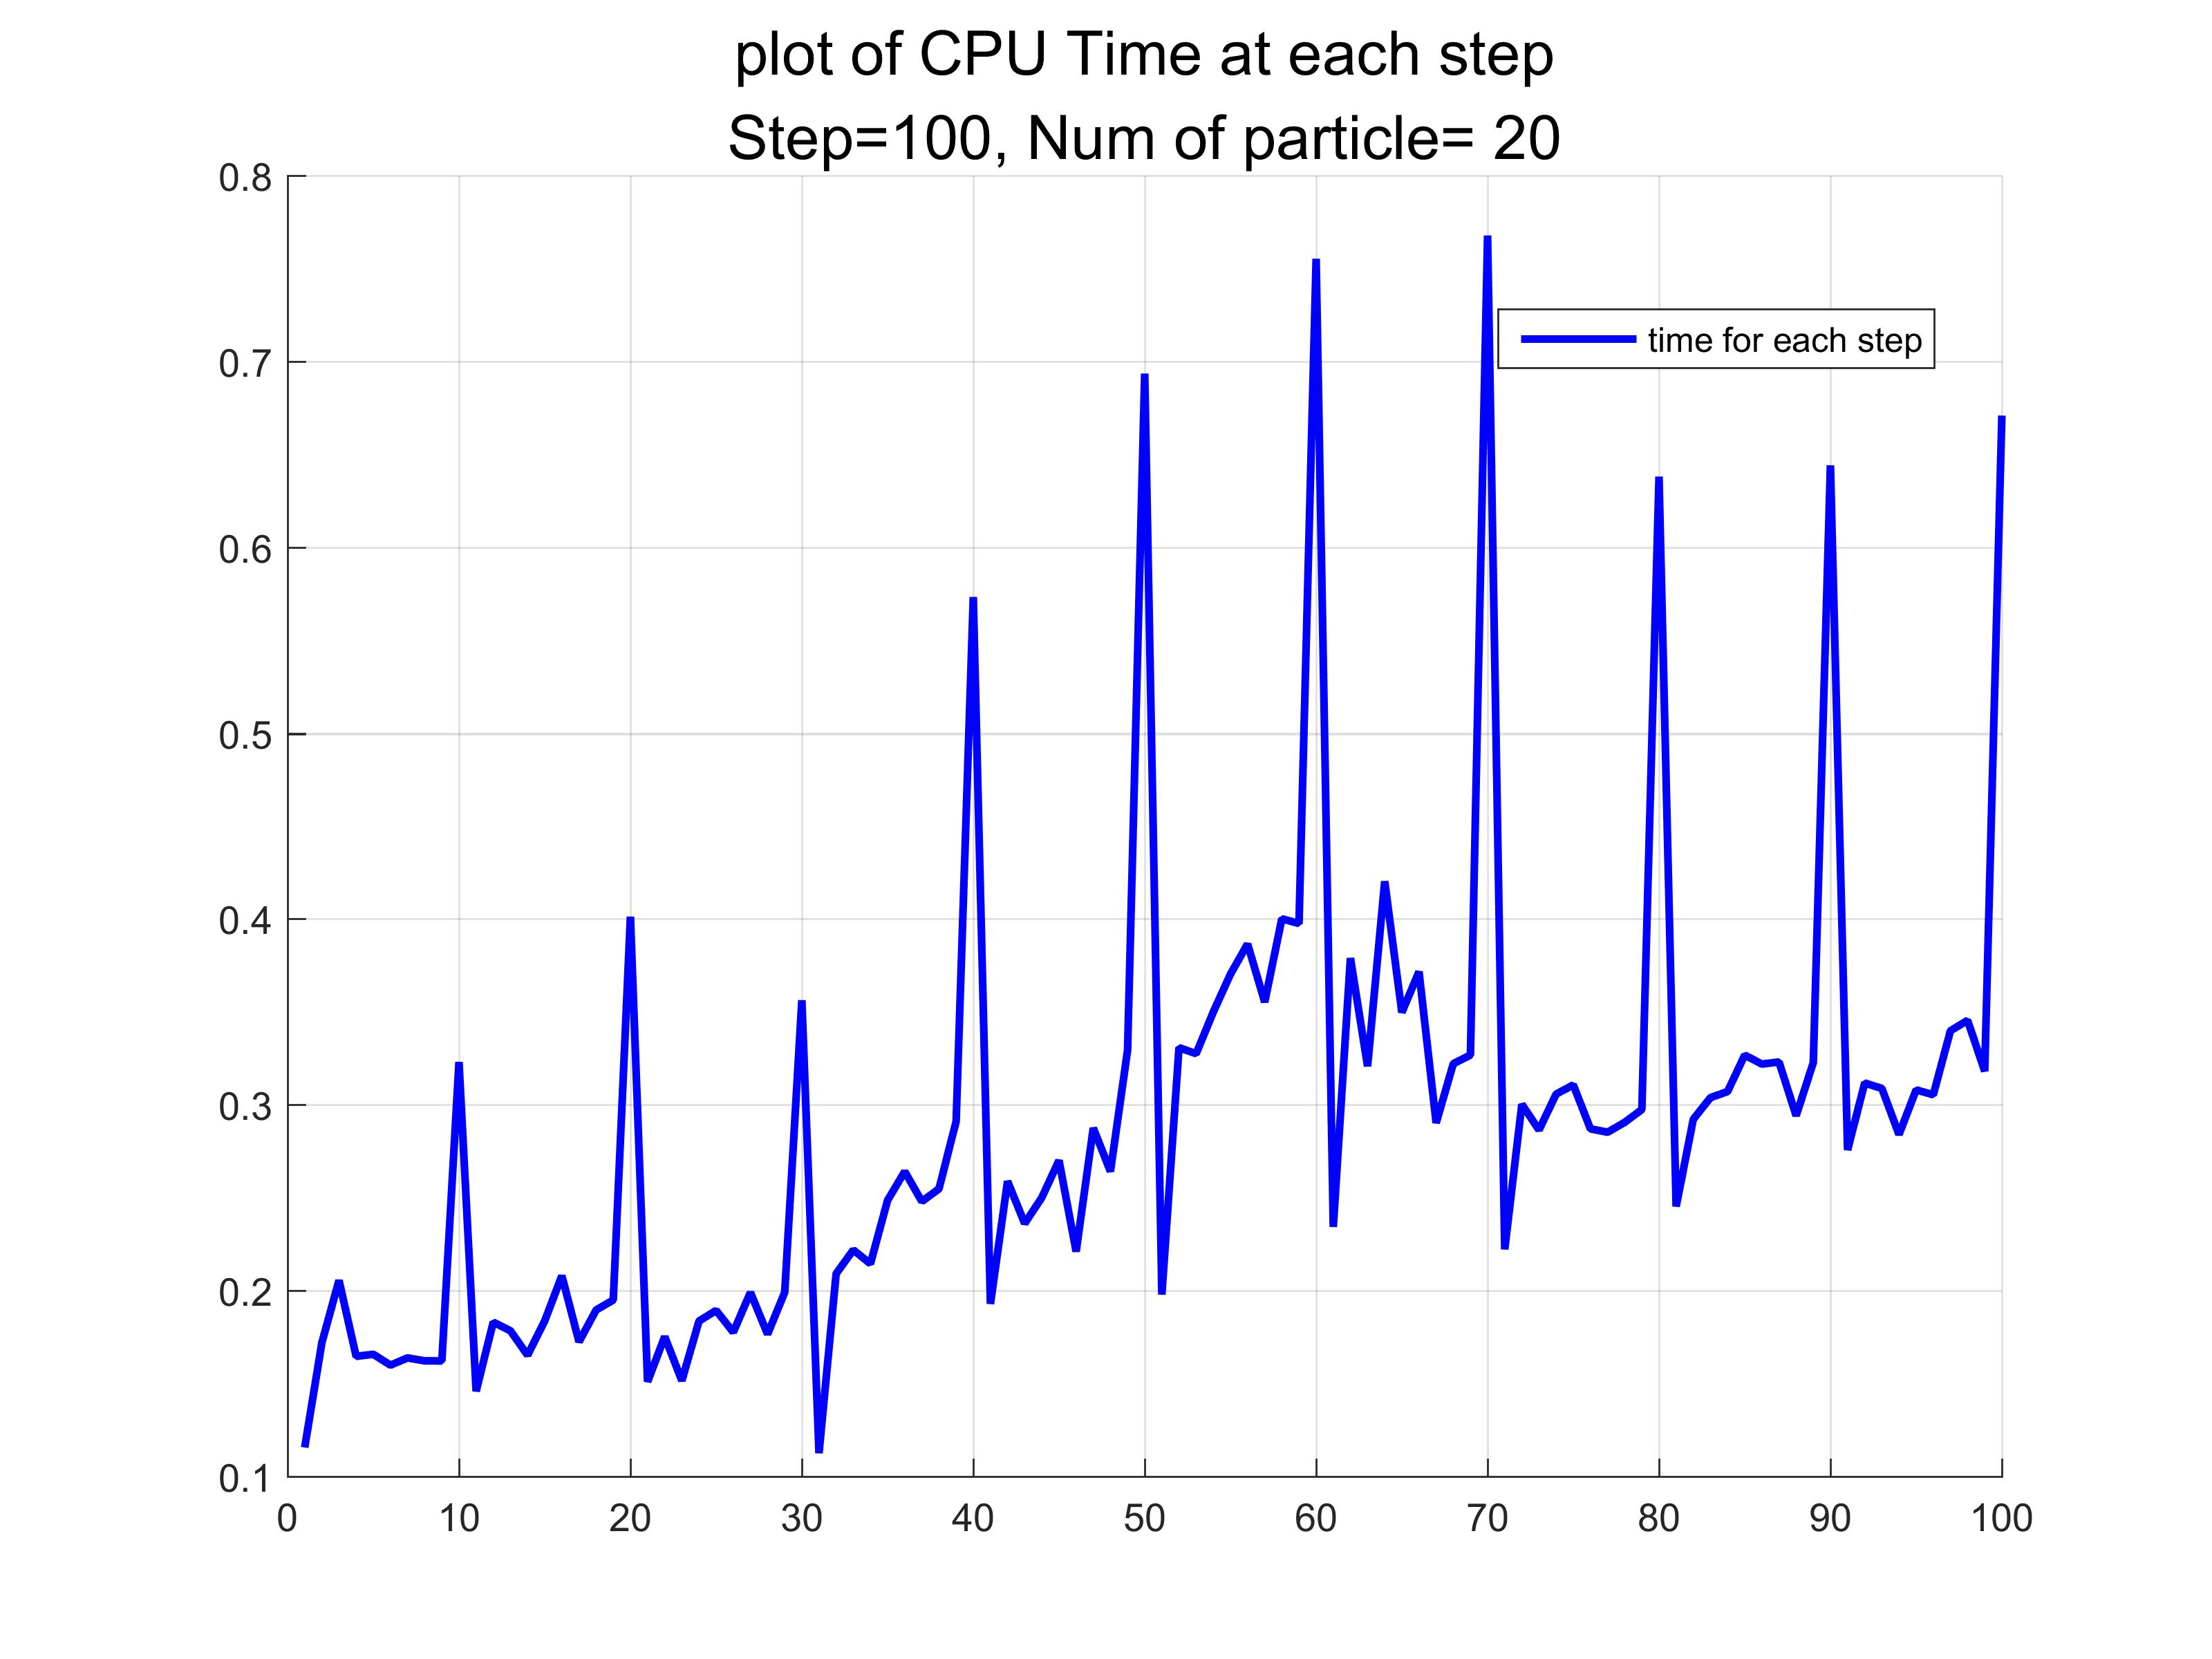 plot of CPU Time at each step
Step=100, Num of particle= 20
0.8
0.7
time for each step
0.6
0.5
0.4
0.3
0.2
0.1
0 10 20 30 40 50 60 70 80 90 100